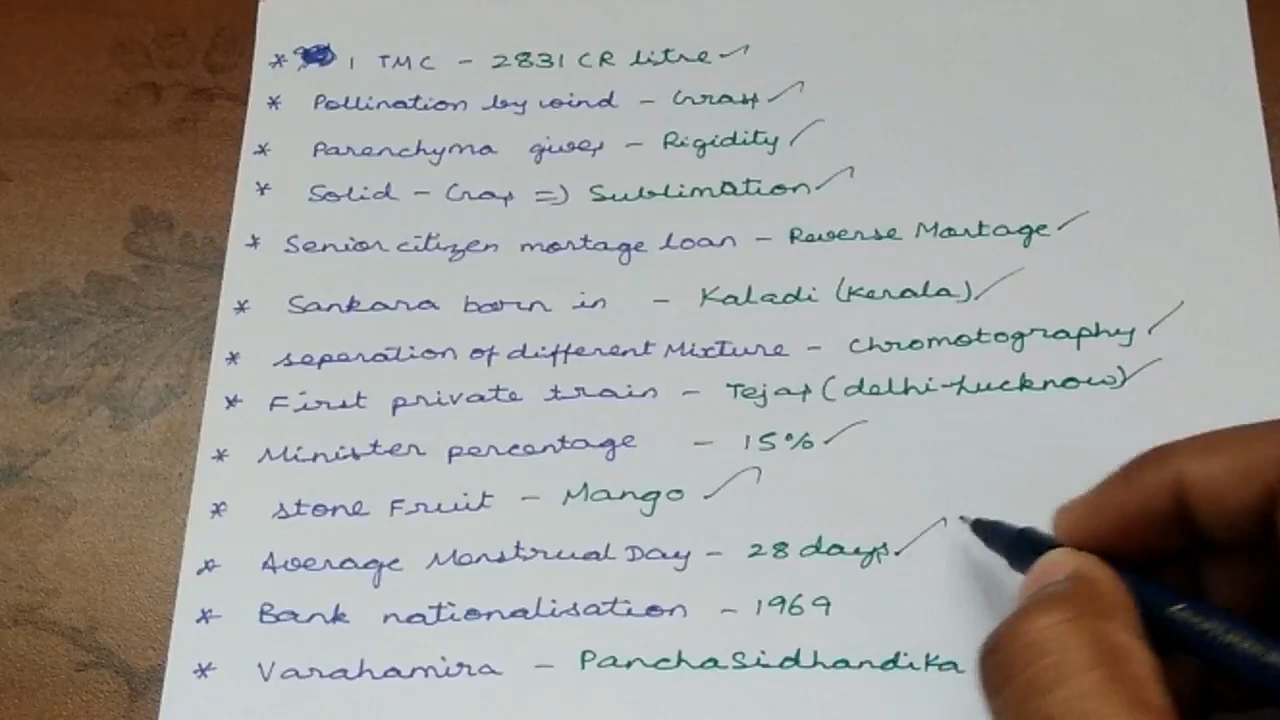 * 1 TMC - 2831 CR litre
* Pollination by wind - Grass
* Parenchyma gives - Rigidity
* Solid - Gas => Sublimation
* Senior citizen mortage loan - Reverse Mortage
* Sankara born in - Kaladi (Kerala)
* separation of different Mixture - chromotography
* First private train - Tejas (delhi-lucknow)
* Minister percentage - 15%
* stone Fruit - Mango
* Average Menstrual Day - 28 days
* Bank nationalisation - 1969
* Varahamira - PanchaSidhandika